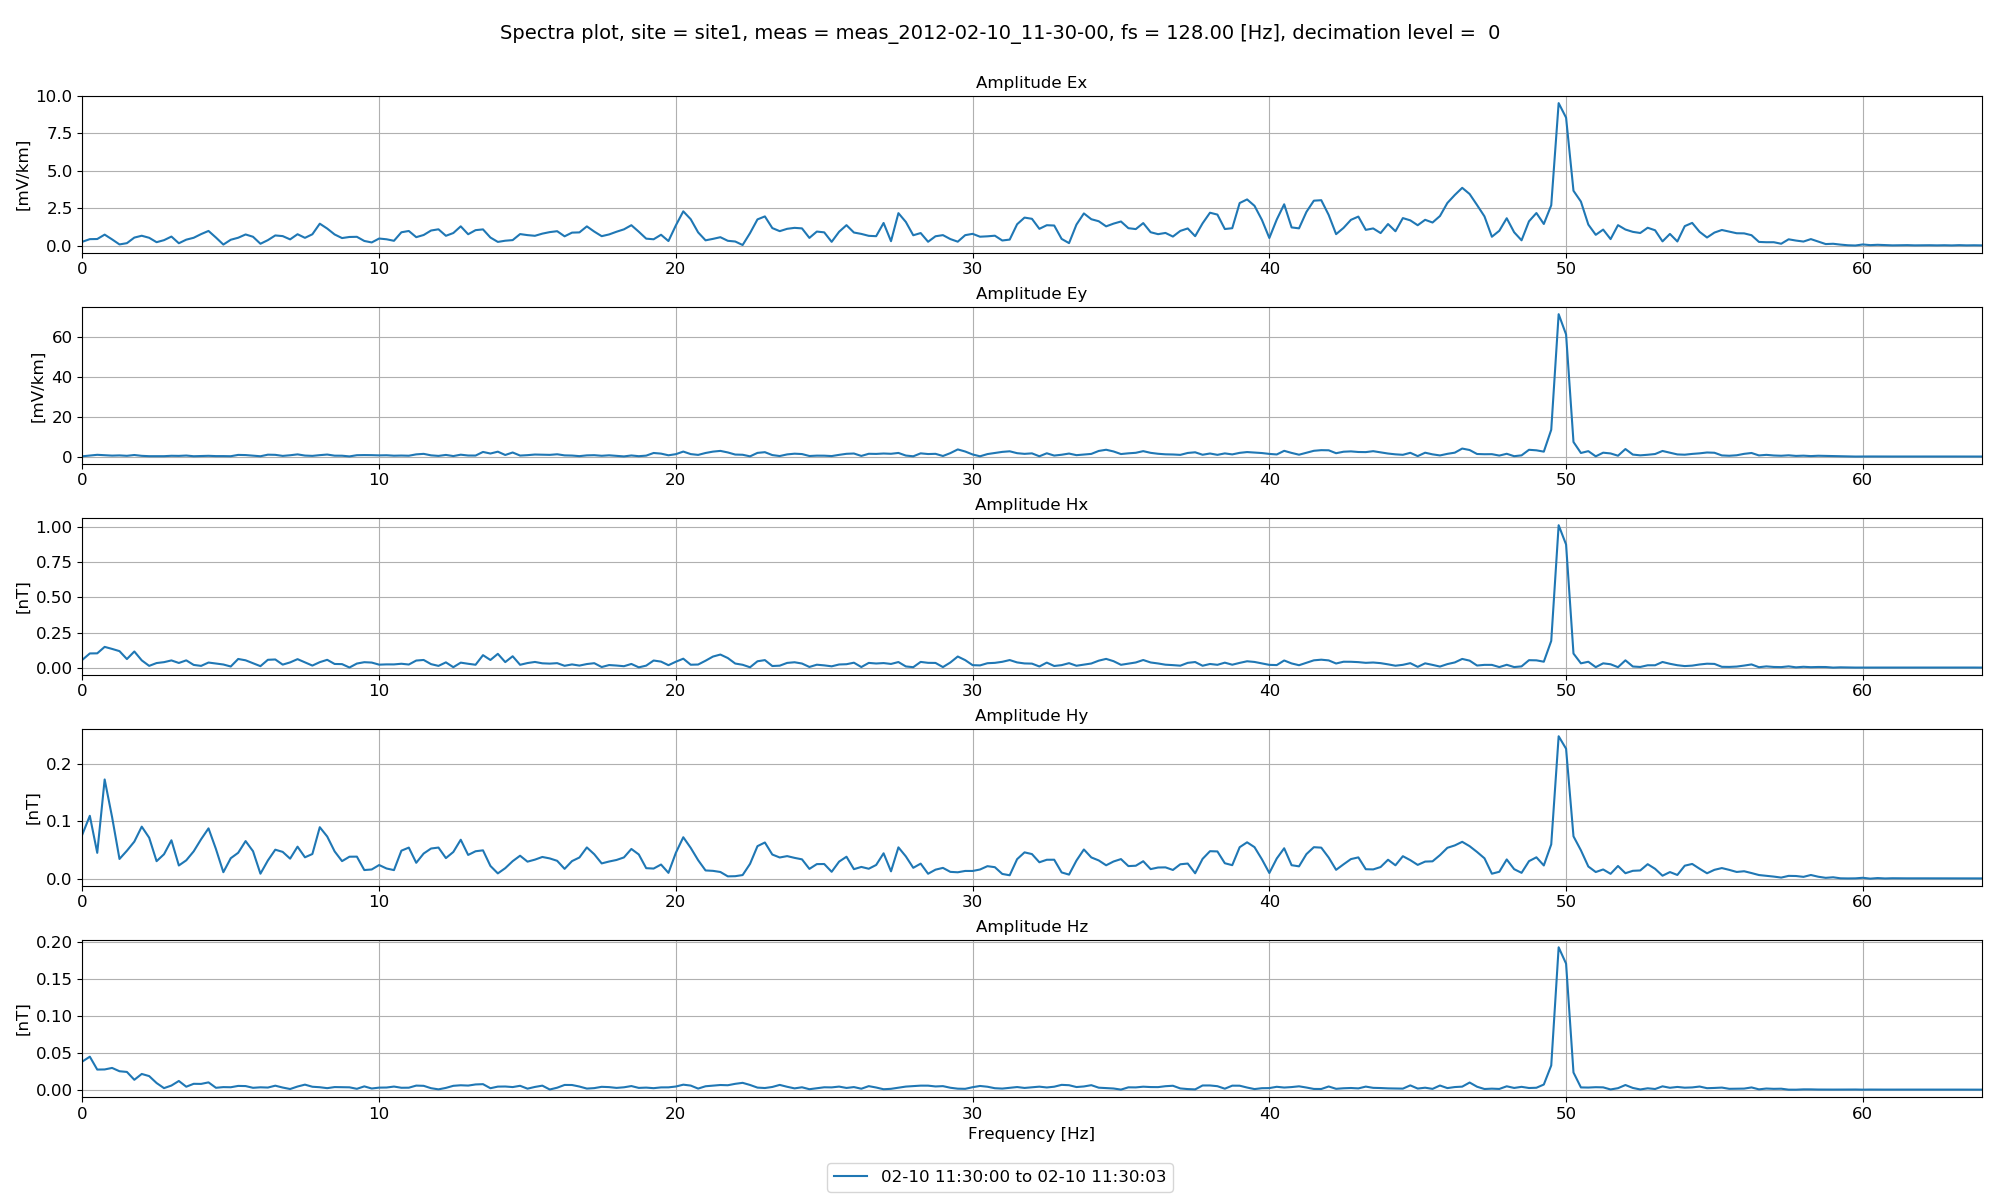 Spectra plot, site = site1, meas = meas_2012-02-10_11-30-00, fs = 128.00 [Hz], decimation level =  0
Amplitude Ex
[mV/km]
10.0
7.5
5.0
2.5
0.0
0 10 20 30 40 50 60
Amplitude Ey
[mV/km]
60
40
20
0
0 10 20 30 40 50 60
Amplitude Hx
[nT]
1.00
0.75
0.50
0.25
0.00
0 10 20 30 40 50 60
Amplitude Hy
[nT]
0.2
0.1
0.0
0 10 20 30 40 50 60
Amplitude Hz
[nT]
0.20
0.15
0.10
0.05
0.00
0 10 20 30 40 50 60
Frequency [Hz]
02-10 11:30:00 to 02-10 11:30:03